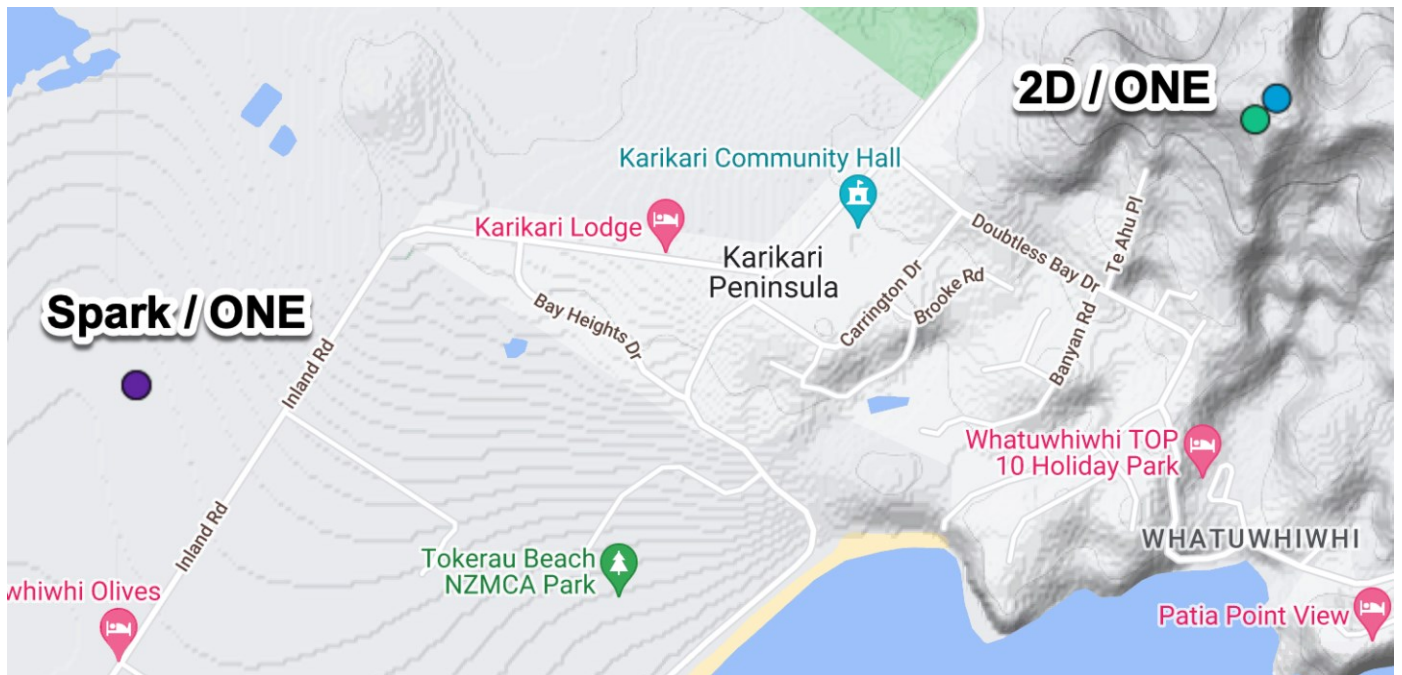 2D / ONE
Karikari Community Hall
Karikari Lodge
Karikari
Peninsula
Doubtless Bay Dr
Te Ahu Pl
Carrington Dr
Brooke Rd
Banyan Rd
Spark / ONE
Bay Heights Dr
Inland Rd
Whatuwhiwhi TOP
10 Holiday Park
Inland Rd
WHATUWHIWHI
Tokerau Beach
NZMCA Park
whiwhi Olives
Patia Point View